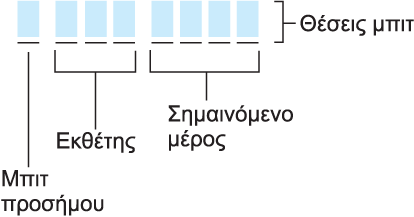 Θέσεις μπιτ
Εκθέτης
Σημαινόμενο
μέρος
Μπιτ
προσήμου